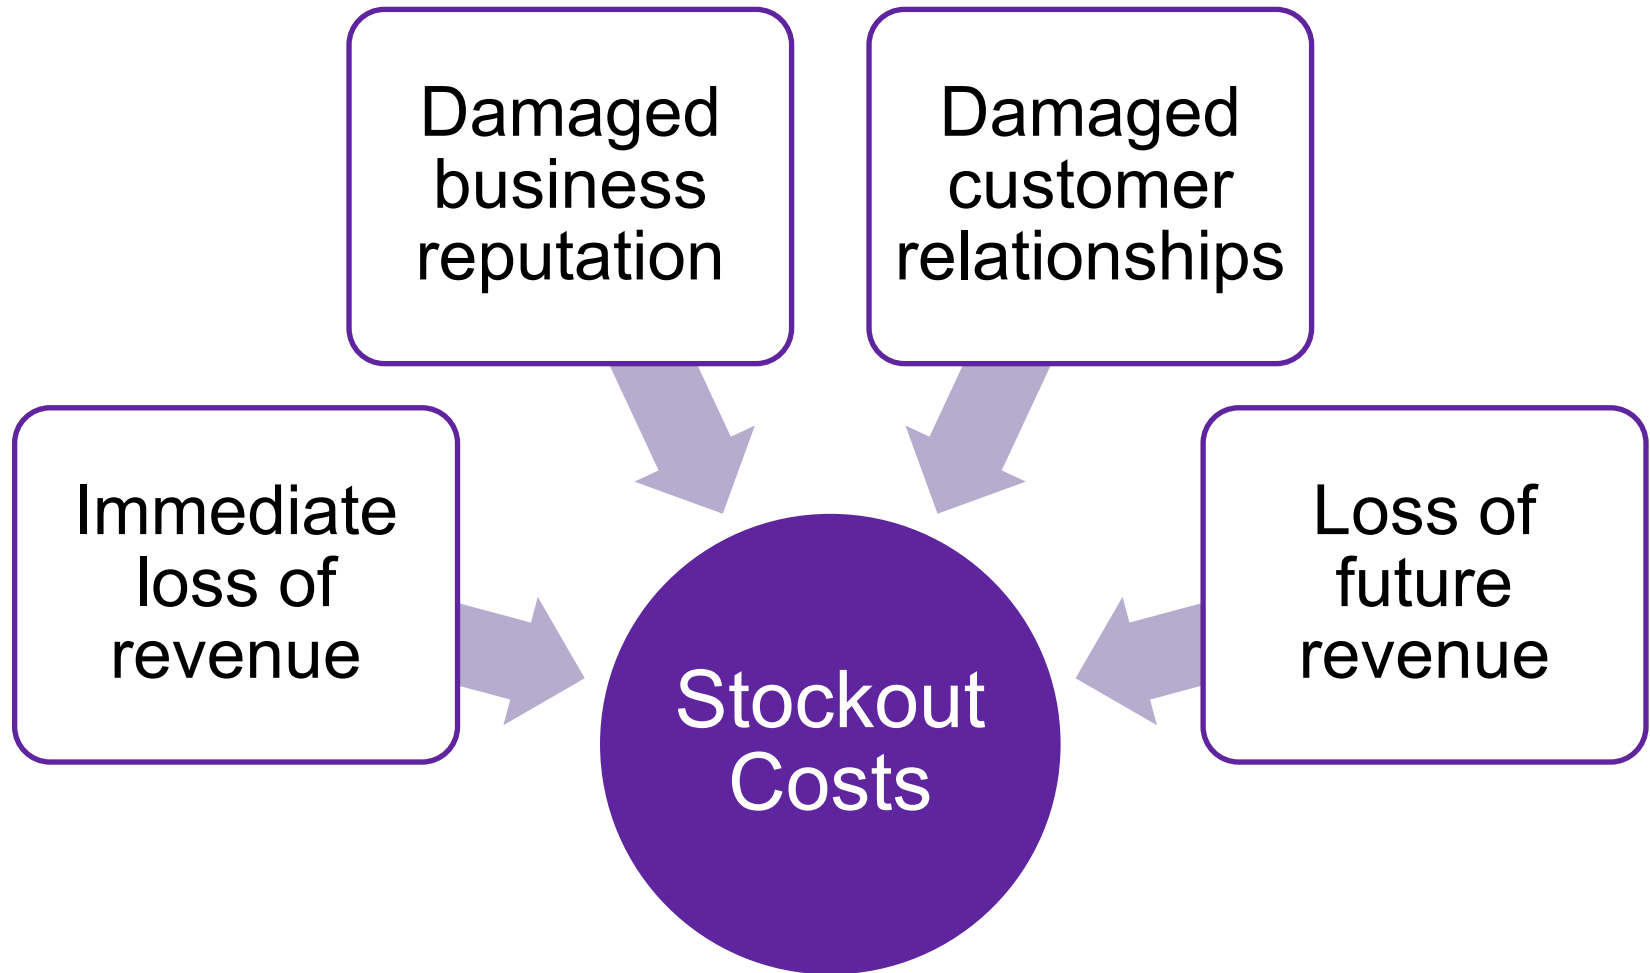 Damaged
business
reputation
Damaged
customer
relationships
Immediate
loss of
revenue
Loss of
future
revenue
Stockout
Costs